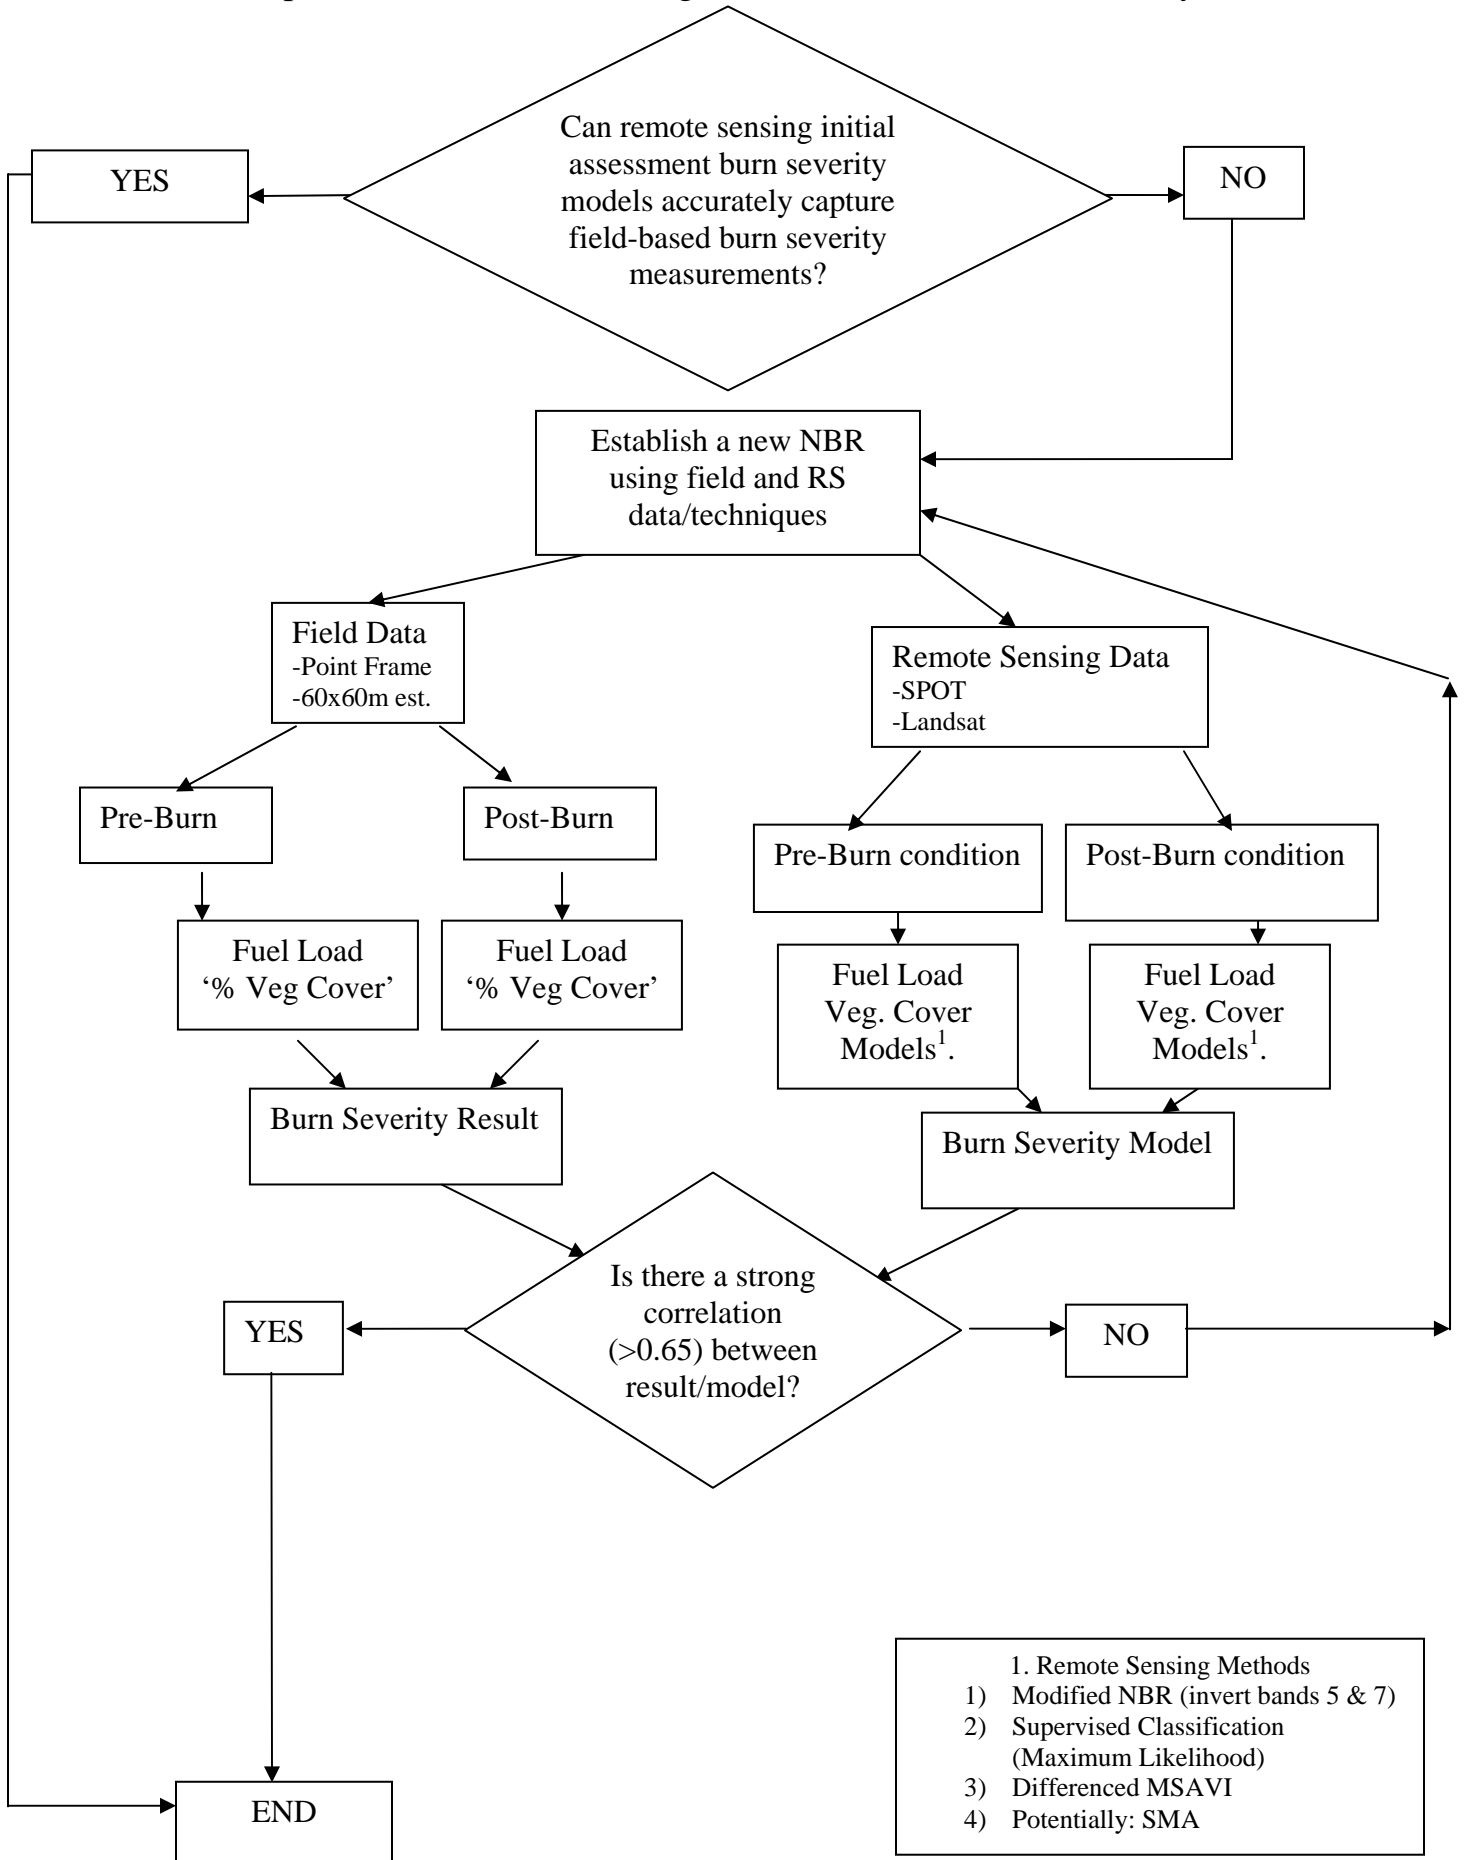 Can remote sensing initial
assessment burn severity
models accurately capture
field-based burn severity
measurements?
YES
NO
Establish a new NBR
using field and RS
data/techniques
Field Data
-Point Frame
-60x60m est.
Remote Sensing Data
-SPOT
-Landsat
Pre-Burn
Post-Burn
Pre-Burn condition
Post-Burn condition
Fuel Load
‘% Veg Cover’
Fuel Load
‘% Veg Cover’
Fuel Load
Veg. Cover
Models¹.
Fuel Load
Veg. Cover
Models¹.
Burn Severity Result
Burn Severity Model
Is there a strong
correlation
(>0.65) between
result/model?
YES
NO
1. Remote Sensing Methods
1) Modified NBR (invert bands 5 & 7)
2) Supervised Classification
(Maximum Likelihood)
3) Differenced MSAVI
4) Potentially: SMA
END